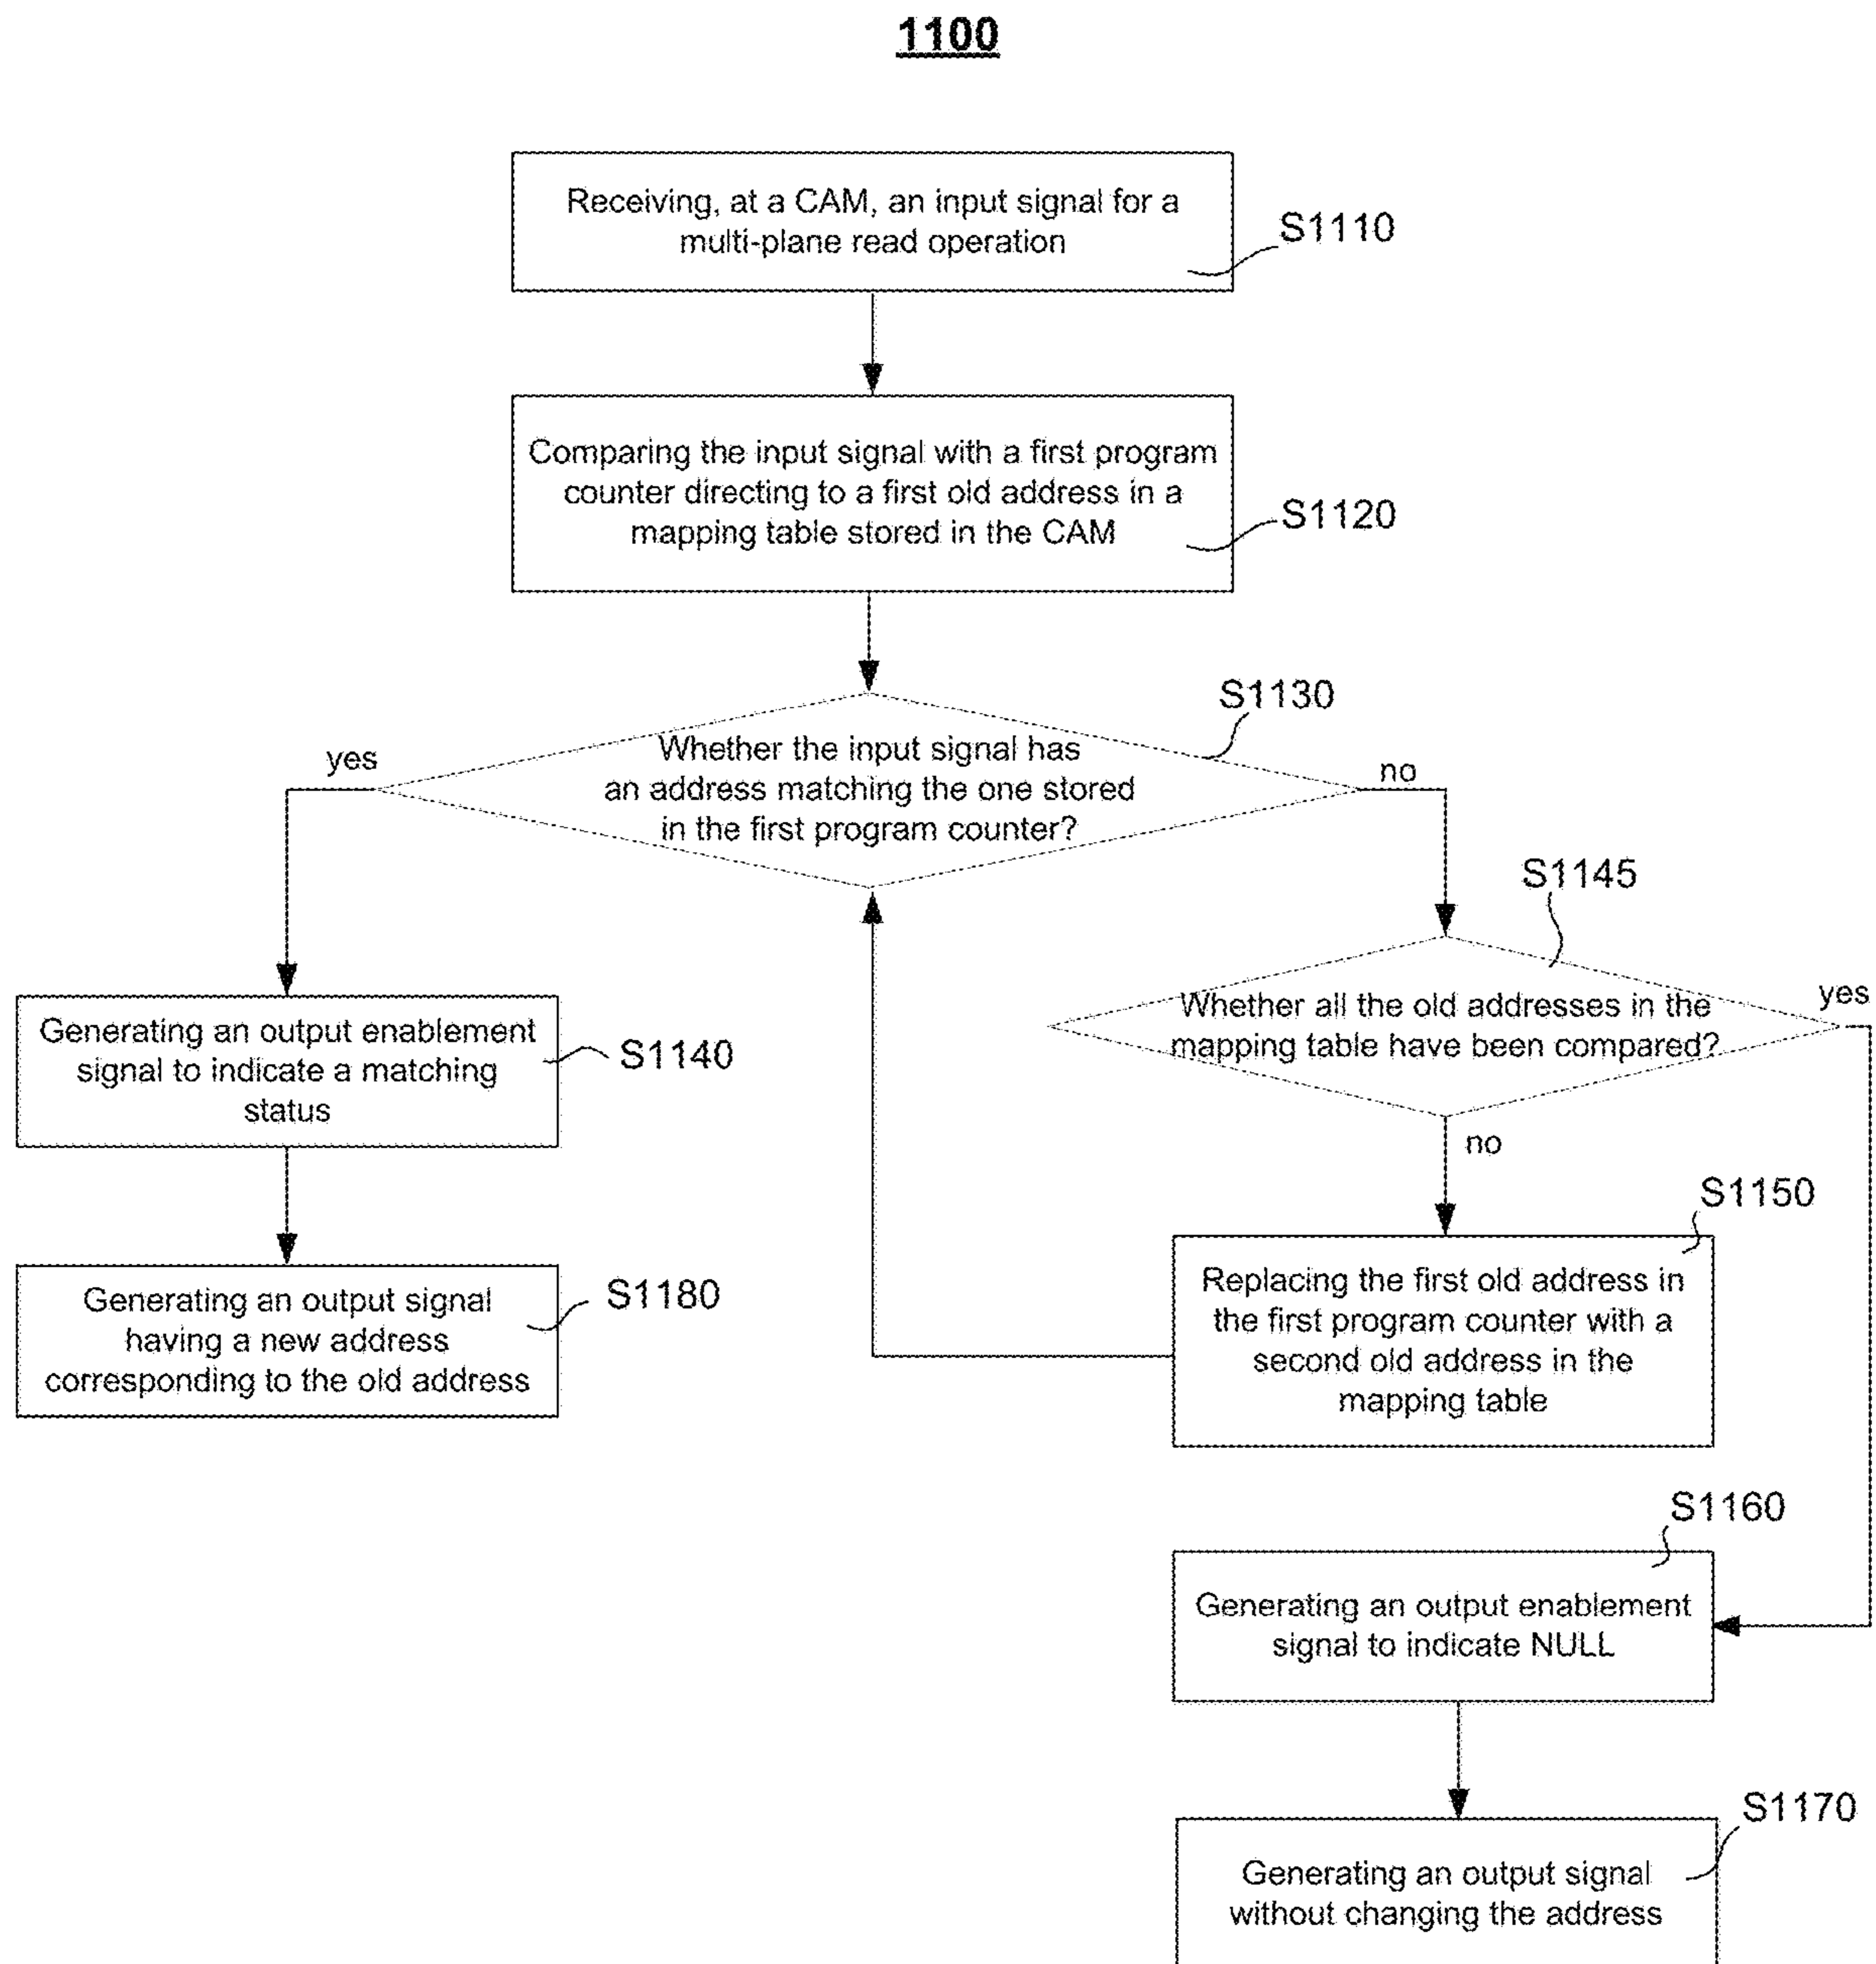 1100
Receiving, at a CAM, an input signal for a
multi-plane read operation
S1110
Comparing the input signal with a first program
counter directing to a first old address in a
mapping table stored in the CAM
S1120
S1130
Whether the input signal has
an address matching the one stored
in the first program counter?
yes
no
S1145
Whether all the old addresses in the
mapping table have been compared?
yes
no
Generating an output enablement
signal to indicate a matching
status
S1140
S1150
Replacing the first old address in
the first program counter with a
second old address in the
mapping table
Generating an output signal
having a new address
corresponding to the old address
S1180
S1160
Generating an output enablement
signal to indicate NULL
S1170
Generating an output signal
without changing the address